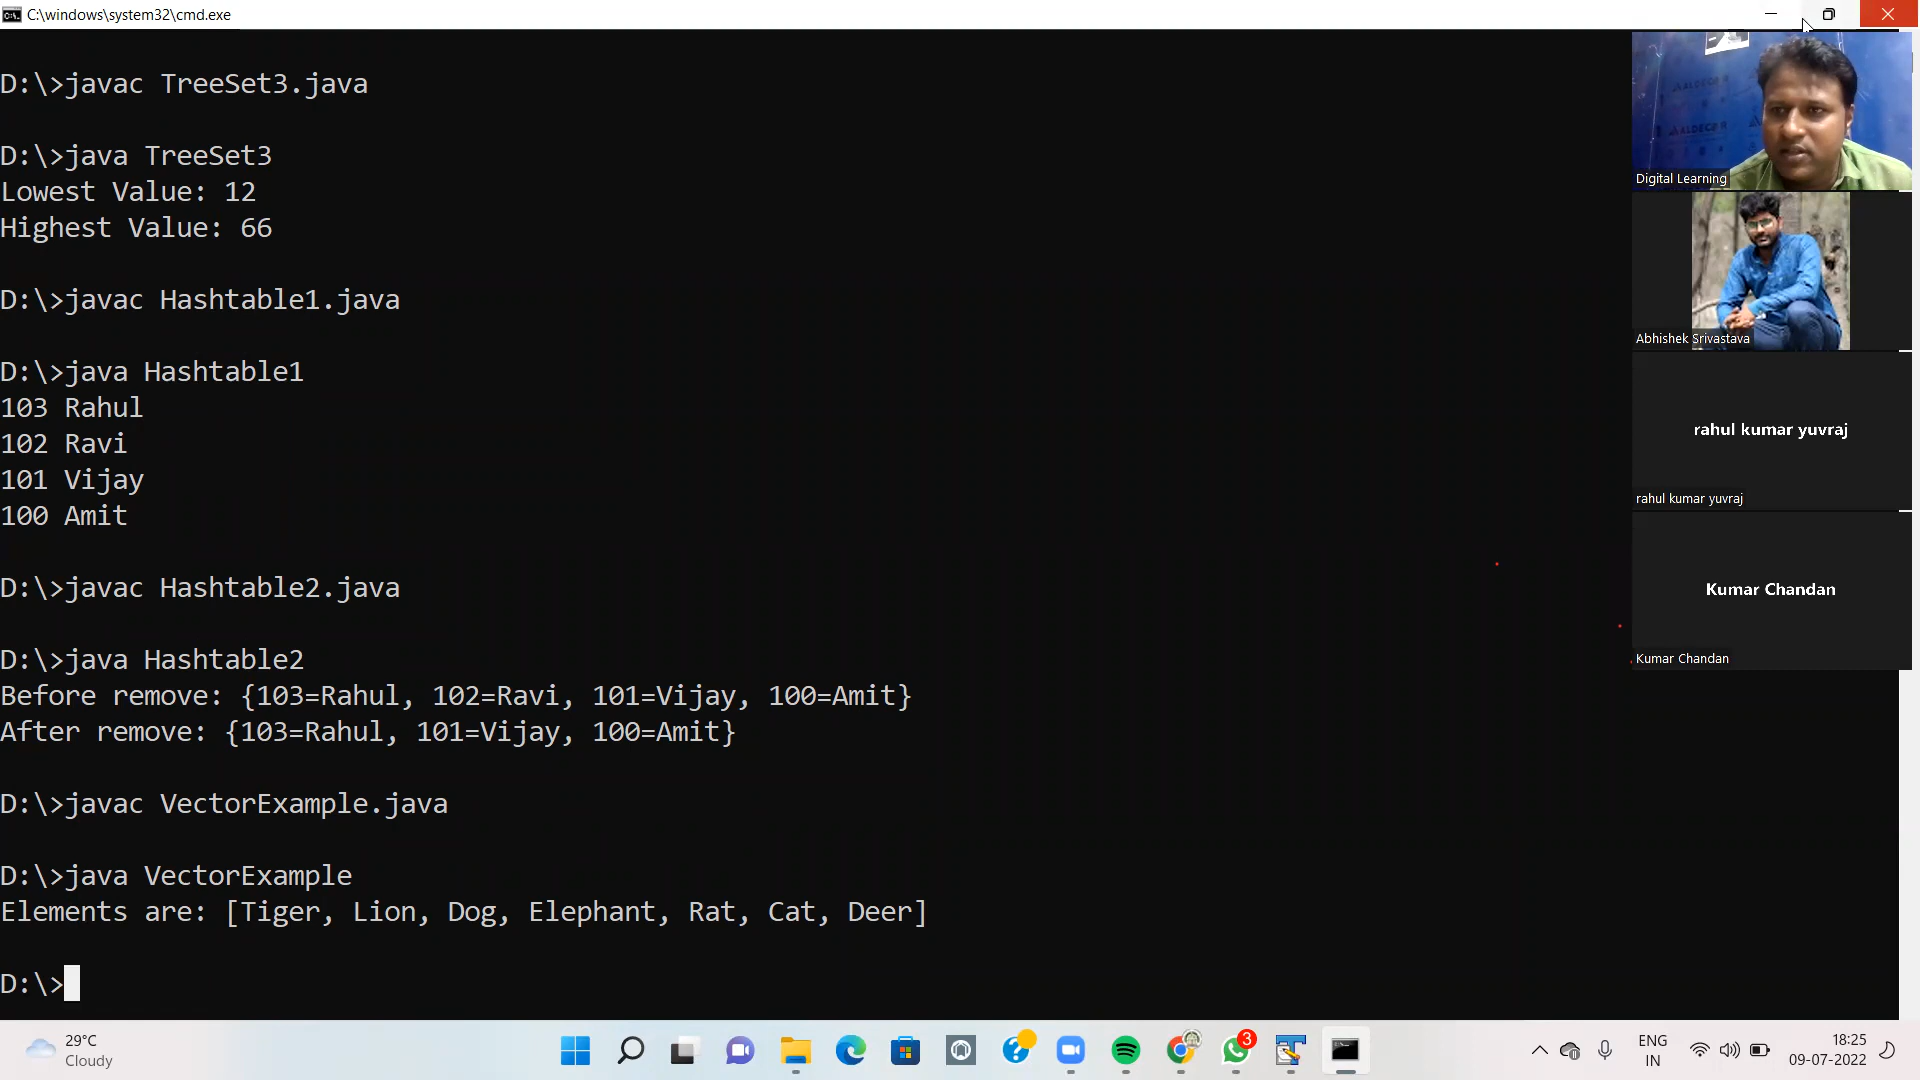 C:\windows\system32\cmd.exe
D:\>javac TreeSet3.java
D:\>java TreeSet3
Lowest Value: 12
Highest Value: 66
D:\>javac Hashtable1.java
D:\>java Hashtable1
103 Rahul
102 Ravi
101 Vijay
100 Amit
D:\>javac Hashtable2.java
D:\>java Hashtable2
Before remove: {103=Rahul, 102=Ravi, 101=Vijay, 100=Amit}
After remove: {103=Rahul, 101=Vijay, 100=Amit}
D:\>javac VectorExample.java
D:\>java VectorExample
Elements are: [Tiger, Lion, Dog, Elephant, Rat, Cat, Deer]
D:\>
Digital Learning
Abhishek Srivastava
rahul kumar yuvraj
rahul kumar yuvraj
Kumar Chandan
Kumar Chandan
29°C
Cloudy
3
ENG
IN
18:25
09-07-2022